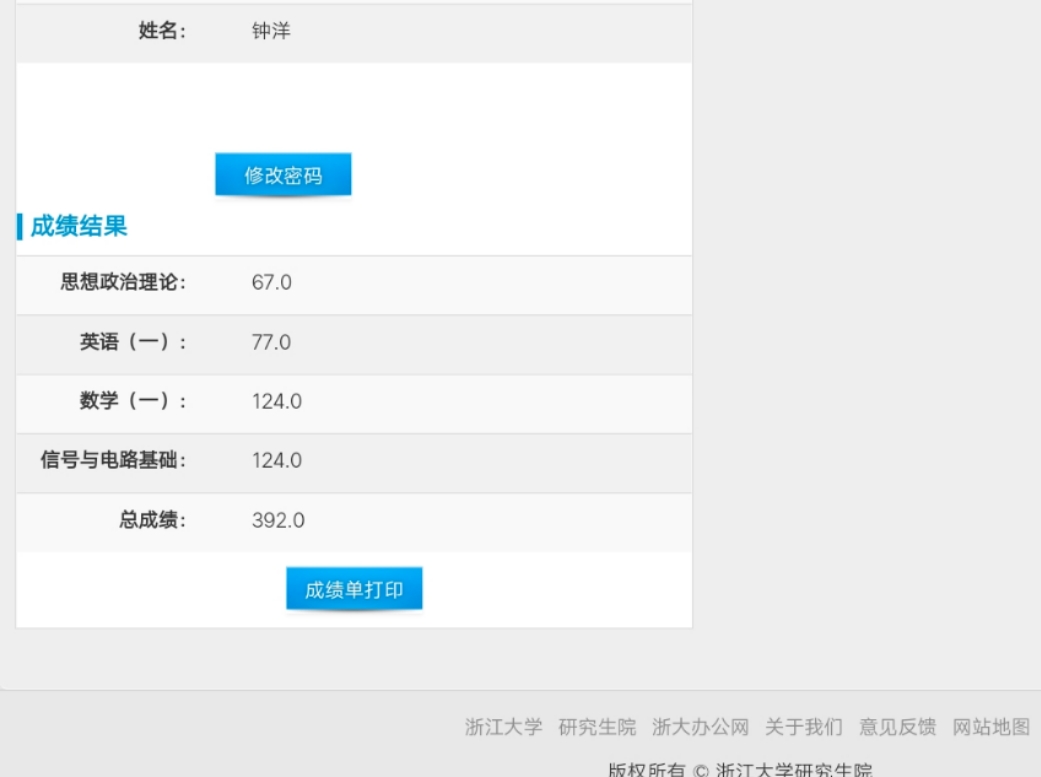 姓名： 钟洋
修改密码
成绩结果
思想政治理论： 67.0
英语（一）： 77.0
数学（一）： 124.0
信号与电路基础： 124.0
总成绩： 392.0
成绩单打印
浙江大学 研究生院 浙大办公网 关于我们 意见反馈 网站地图
版权所有 © 浙江大学研究生院